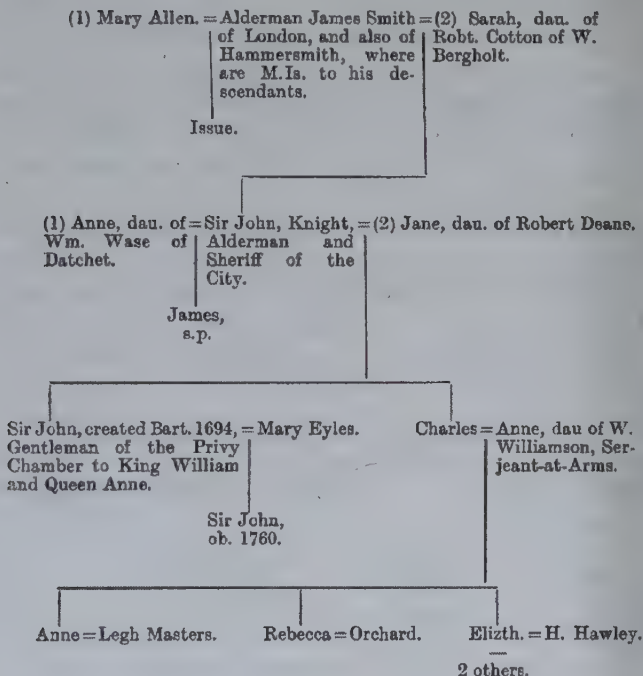 (1) Mary Allen. = Alderman James Smith = (2) Sarah, dau. of
of London, and also of Robt. Cotton of W.
Hammersmith, where Bergholt.
are M.Is. to his de-
scendants.
Issue.
(1) Anne, dau. of = Sir John, Knight, = (2) Jane, dau. of Robert Deane.
Wm. Wase of Alderman and
Datchet. Sheriff of the
City.
James,
s.p.
Sir John, created Bart. 1694, = Mary Eyles. Charles = Anne, dau of W.
Gentleman of the Privy Williamson, Ser-
Chamber to King William jeant-at-Arms.
and Queen Anne.
Sir John,
ob. 1760.
Anne = Legh Masters. Rebecca = Orchard. Elizth. = H. Hawley.
2 others.